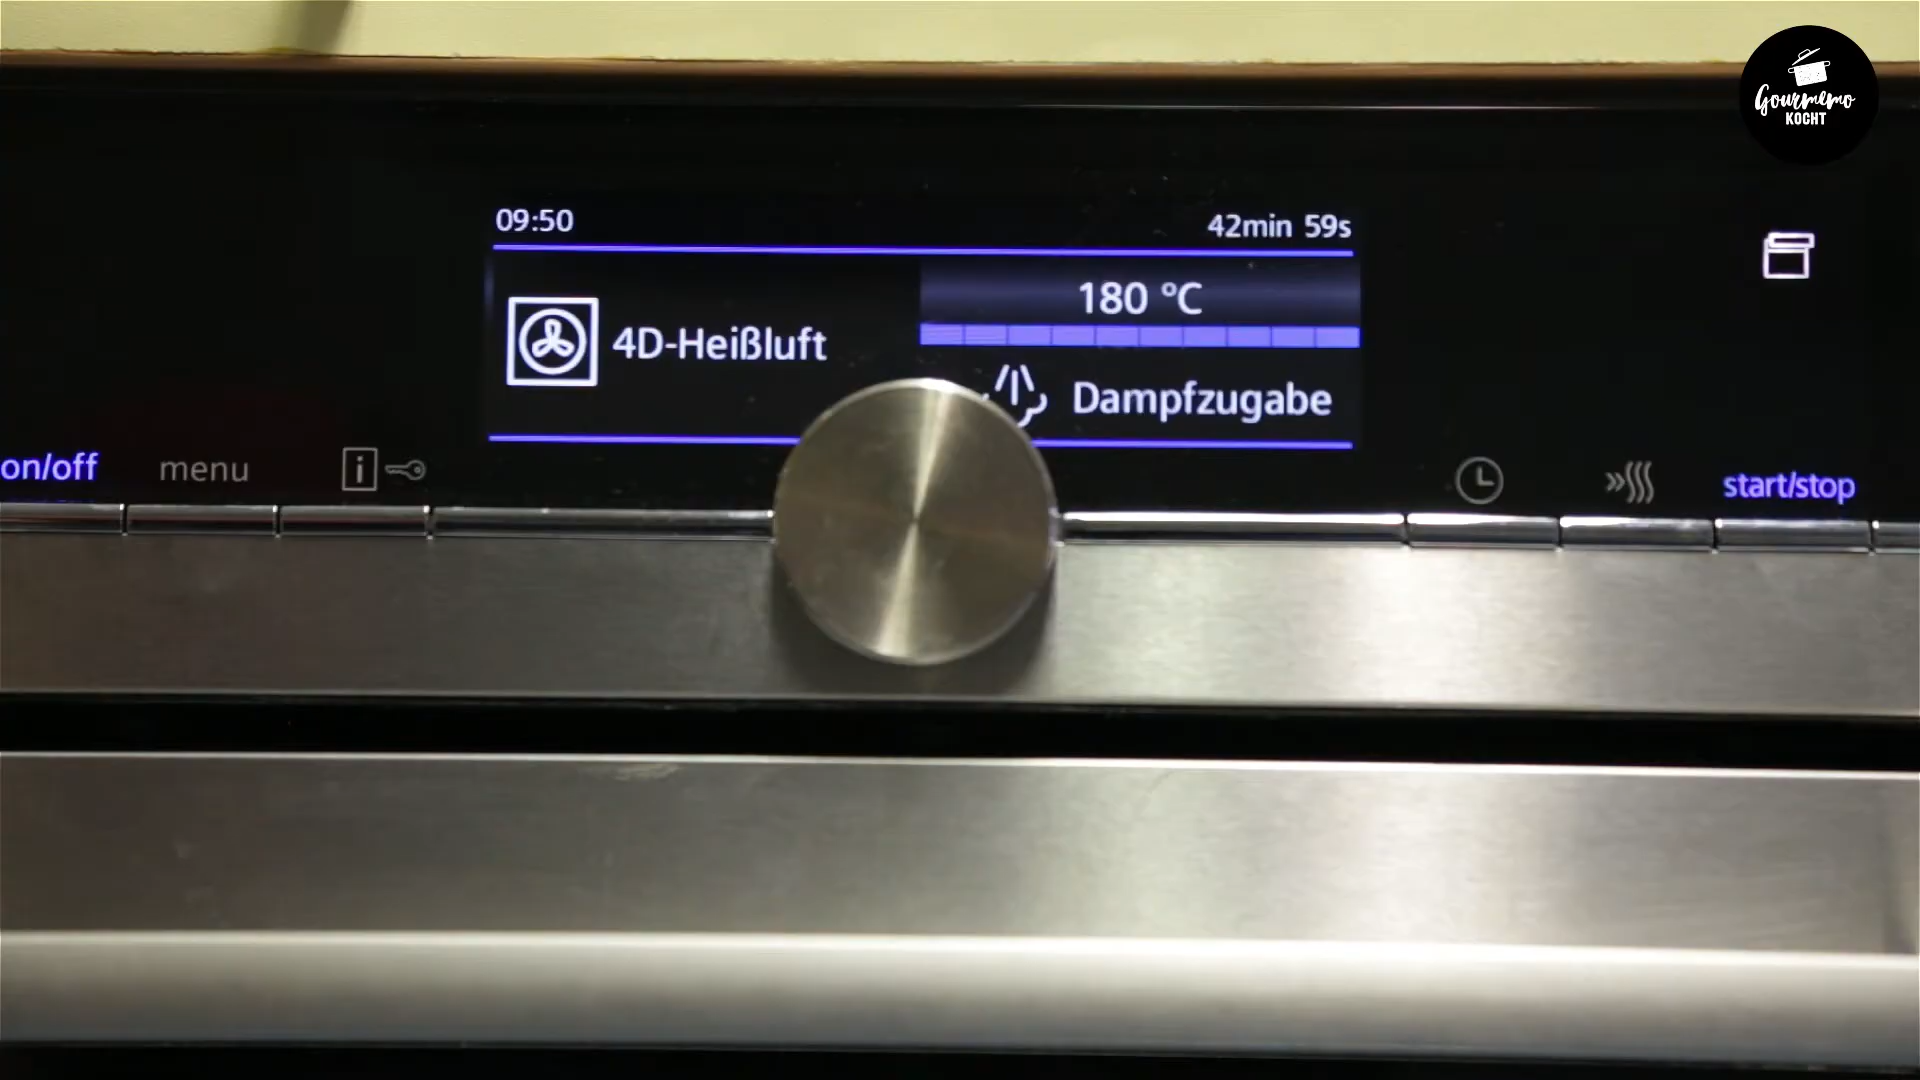 Gourmemo
KOCHT
09:50
42min 59s
180 °C
4D-Heißluft
Dampfzugabe
on/off
menu
i
start/stop